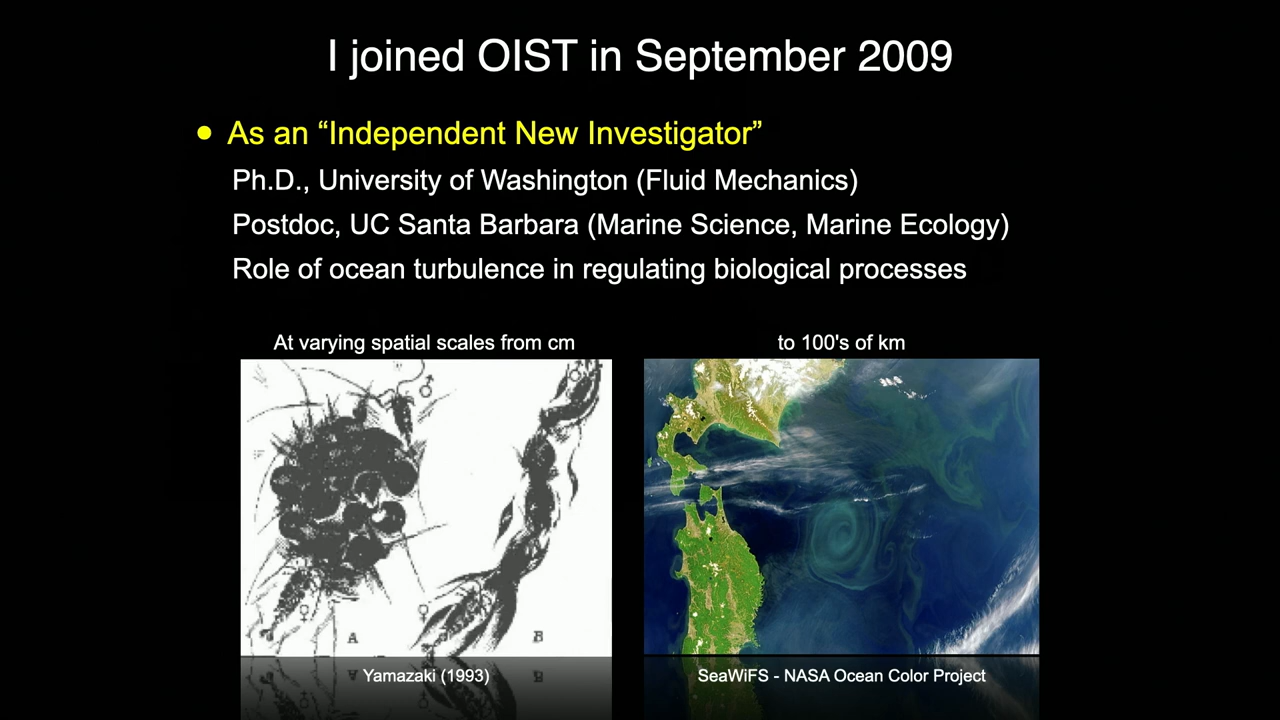 I joined OIST in September 2009
● As an “Independent New Investigator”
Ph.D., University of Washington (Fluid Mechanics)
Postdoc, UC Santa Barbara (Marine Science, Marine Ecology)
Role of ocean turbulence in regulating biological processes
At varying spatial scales from cm
to 100's of km
♂ ♂
♀ ♀
A B
Yamazaki (1993)
SeaWiFS - NASA Ocean Color Project